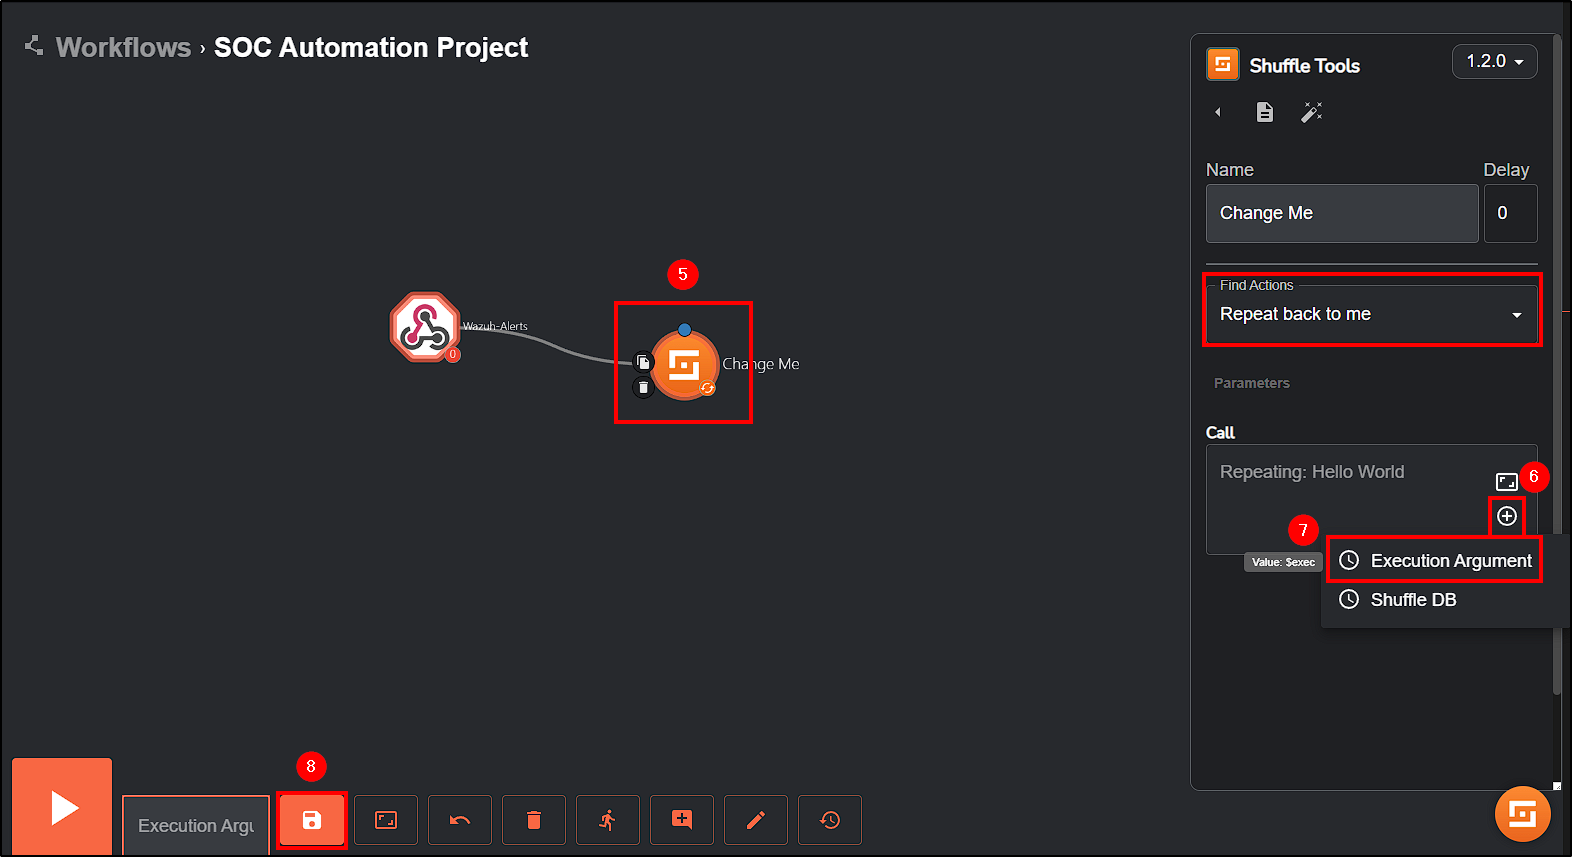 Workflows › SOC Automation Project
Shuffle Tools
1.2.0
Name
Delay
Change Me
0
5
Find Actions
Repeat back to me
Wazuh-Alerts
0
Change Me
Parameters
Call
Repeating: Hello World
6
7
Value: $exec
Execution Argument
Shuffle DB
8
Execution Argu